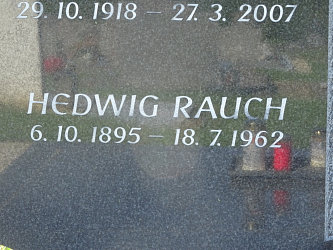 29. 10. 1918 – 27. 3. 2007
HEDWIG RAUCH
6. 10. 1895 – 18. 7. 1962